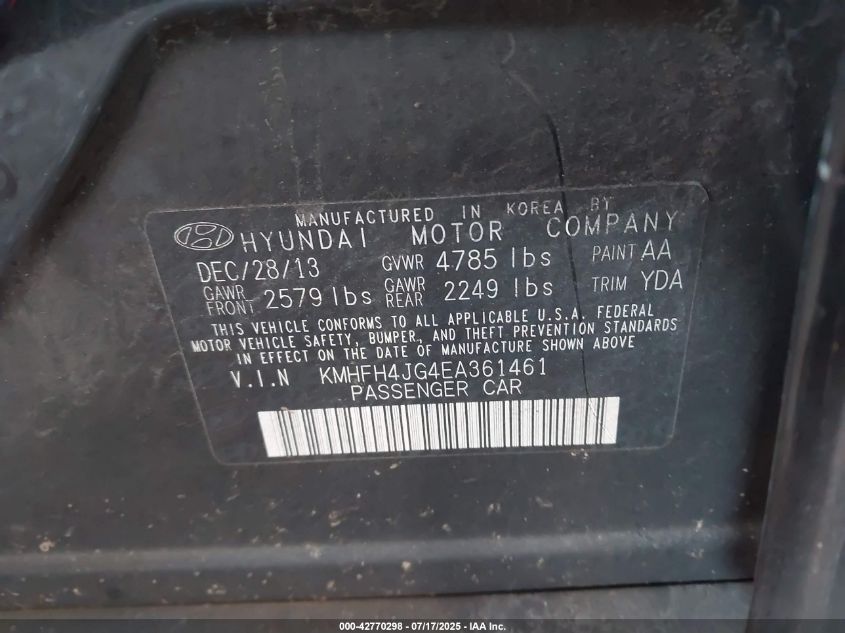 MANUFACTURED IN KOREA BY
HYUNDAI MOTOR COMPANY
DEC/28/13 GVWR 4785 lbs PAINT AA
GAWR FRONT 2579 lbs GAWR REAR 2249 lbs TRIM YDA
THIS VEHICLE CONFORMS TO ALL APPLICABLE U.S.A. FEDERAL
MOTOR VEHICLE SAFETY, BUMPER, AND THEFT PREVENTION STANDARDS
IN EFFECT ON THE DATE OF MANUFACTURE SHOWN ABOVE
V.I.N KMHFH4JG4EA361461
PASSENGER CAR
000-42770298 - 07/17/2025 - IAA Inc.